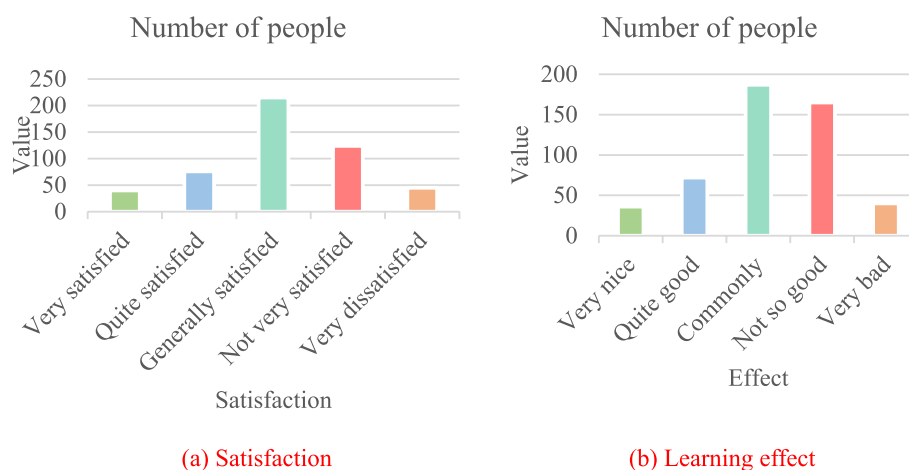 Number of people
250
200
150
100
50
0
Value
Very satisfied
Quite satisfied
Generally satisfied
Not very satisfied
Very dissatisfied
Satisfaction
(a) Satisfaction
Number of people
200
150
100
50
0
Value
Very nice
Quite good
Commonly
Not so good
Very bad
Effect
(b) Learning effect